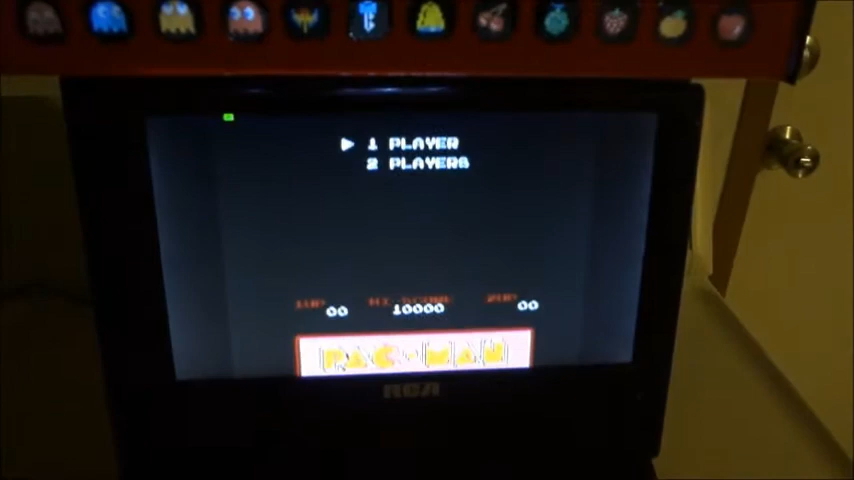 1 PLAYER
2 PLAYERS
1UP HI-SCORE 2UP
00 10000 00
PAC-MAN
RCA